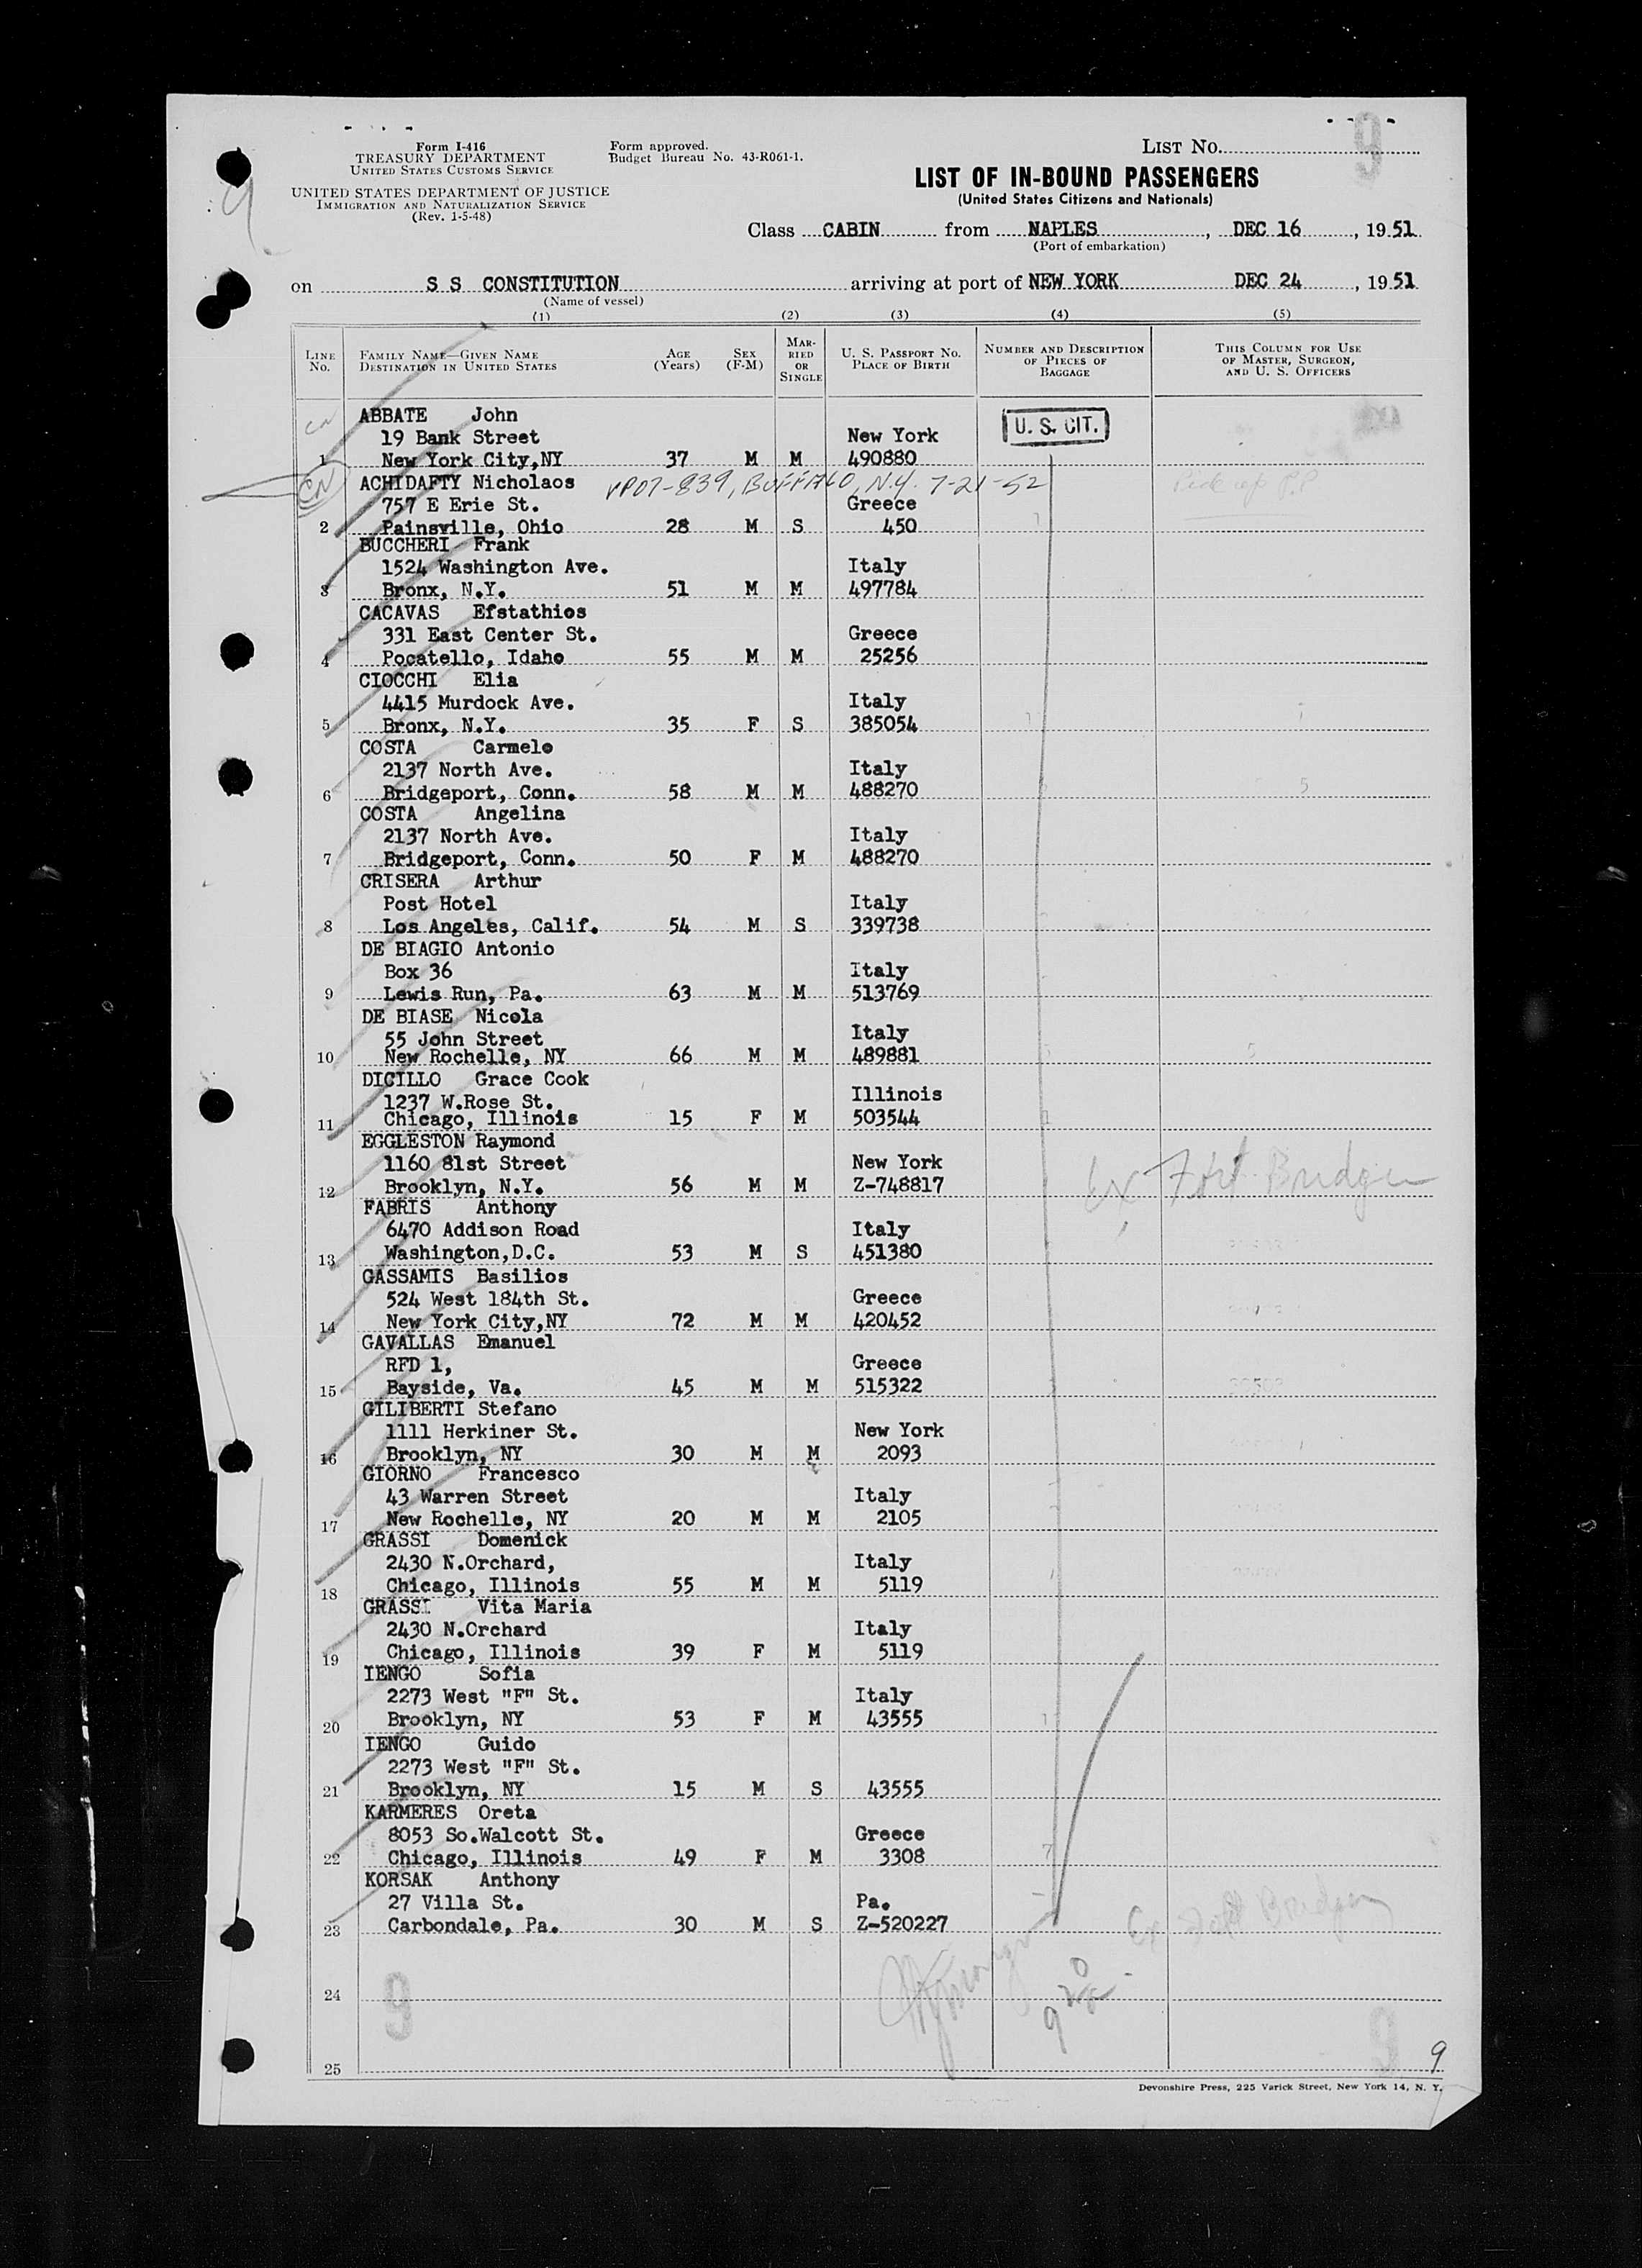 9
Form I-416
TREASURY DEPARTMENT
UNITED STATES CUSTOMS SERVICE
UNITED STATES DEPARTMENT OF JUSTICE
IMMIGRATION AND NATURALIZATION SERVICE
(Rev. 1-5-48)
Form approved.
Budget Bureau No. 43-R061-1.
LIST No. 9
LIST OF IN-BOUND PASSENGERS
(United States Citizens and Nationals)
Class CABIN from NAPLES, DEC 16, 1951
(Port of embarkation)
on S S CONSTITUTION arriving at port of NEW YORK DEC 24, 1951
(Name of vessel)
(1) (2) (3) (4) (5)
LINE No.
FAMILY NAME—GIVEN NAME
DESTINATION IN UNITED STATES
AGE (Years)
SEX (F-M)
MARRIED OR SINGLE
U. S. PASSPORT NO.
PLACE OF BIRTH
NUMBER AND DESCRIPTION OF PIECES OF BAGGAGE
THIS COLUMN FOR USE OF MASTER, SURGEON, AND U. S. OFFICERS
CN ABBATE John U. S. CIT.
19 Bank Street New York
1 New York City,NY 37 M M 490880
CN ACHIDAFTY Nicholaos VP07-839, BUFFALO, N.Y. 7-21-52 Pick up P.P
757 E Erie St. Greece
2 Painsville, Ohio 28 M S 450
BUCCHERI Frank
1524 Washington Ave. Italy
3 Bronx, N.Y. 51 M M 497784
CACAVAS Efstathios
331 East Center St. Greece
4 Pocatello, Idaho 55 M M 25256
CIOCCHI Elia
4415 Murdock Ave. Italy
5 Bronx, N.Y. 35 F S 385054
COSTA Carmelo
2137 North Ave. Italy
6 Bridgeport, Conn. 58 M M 488270
COSTA Angelina
2137 North Ave. Italy
7 Bridgeport, Conn. 50 F M 488270
CRISERA Arthur
Post Hotel Italy
8 Los Angeles, Calif. 54 M S 339738
DE BIAGIO Antonio
Box 36 Italy
9 Lewis Run, Pa. 63 M M 513769
DE BIASE Nicola
55 John Street Italy
10 New Rochelle, NY 66 M M 489881
DICILLO Grace Cook
1237 W.Rose St. Illinois
11 Chicago, Illinois 15 F M 503544
EGGLESTON Raymond
1160 81st Street New York
12 Brooklyn, N.Y. 56 M M Z-748817 Ex Fort Bridger
FABRIS Anthony
6470 Addison Road Italy
13 Washington,D.C. 53 M S 451380
GASSAMIS Basilios
524 West 184th St. Greece
14 New York City,NY 72 M M 420452
GAVALLAS Emanuel
RFD 1, Greece
15 Bayside, Va. 45 M M 515322
GILIBERTI Stefano
1111 Herkiner St. New York
16 Brooklyn, NY 30 M M 2093
GIORNO Francesco
43 Warren Street Italy
17 New Rochelle, NY 20 M M 2105
GRASSI Domenick
2430 N.Orchard, Italy
18 Chicago, Illinois 55 M M 5119
GRASSI Vita Maria
2430 N.Orchard Italy
19 Chicago, Illinois 39 F M 5119
IENGO Sofia
2273 West "F" St. Italy
20 Brooklyn, NY 53 F M 43555
IENGO Guido
2273 West "F" St.
21 Brooklyn, NY 15 M S 43555
KARMERES Oreta
8053 So.Walcott St. Greece
22 Chicago, Illinois 49 F M 3308
KORSAK Anthony
27 Villa St. Pa.
23 Carbondale, Pa. 30 M S Z-520227 Ex Fort Bridger
24
9 9
25 9
Devonshire Press, 225 Varick Street, New York 14, N. Y.